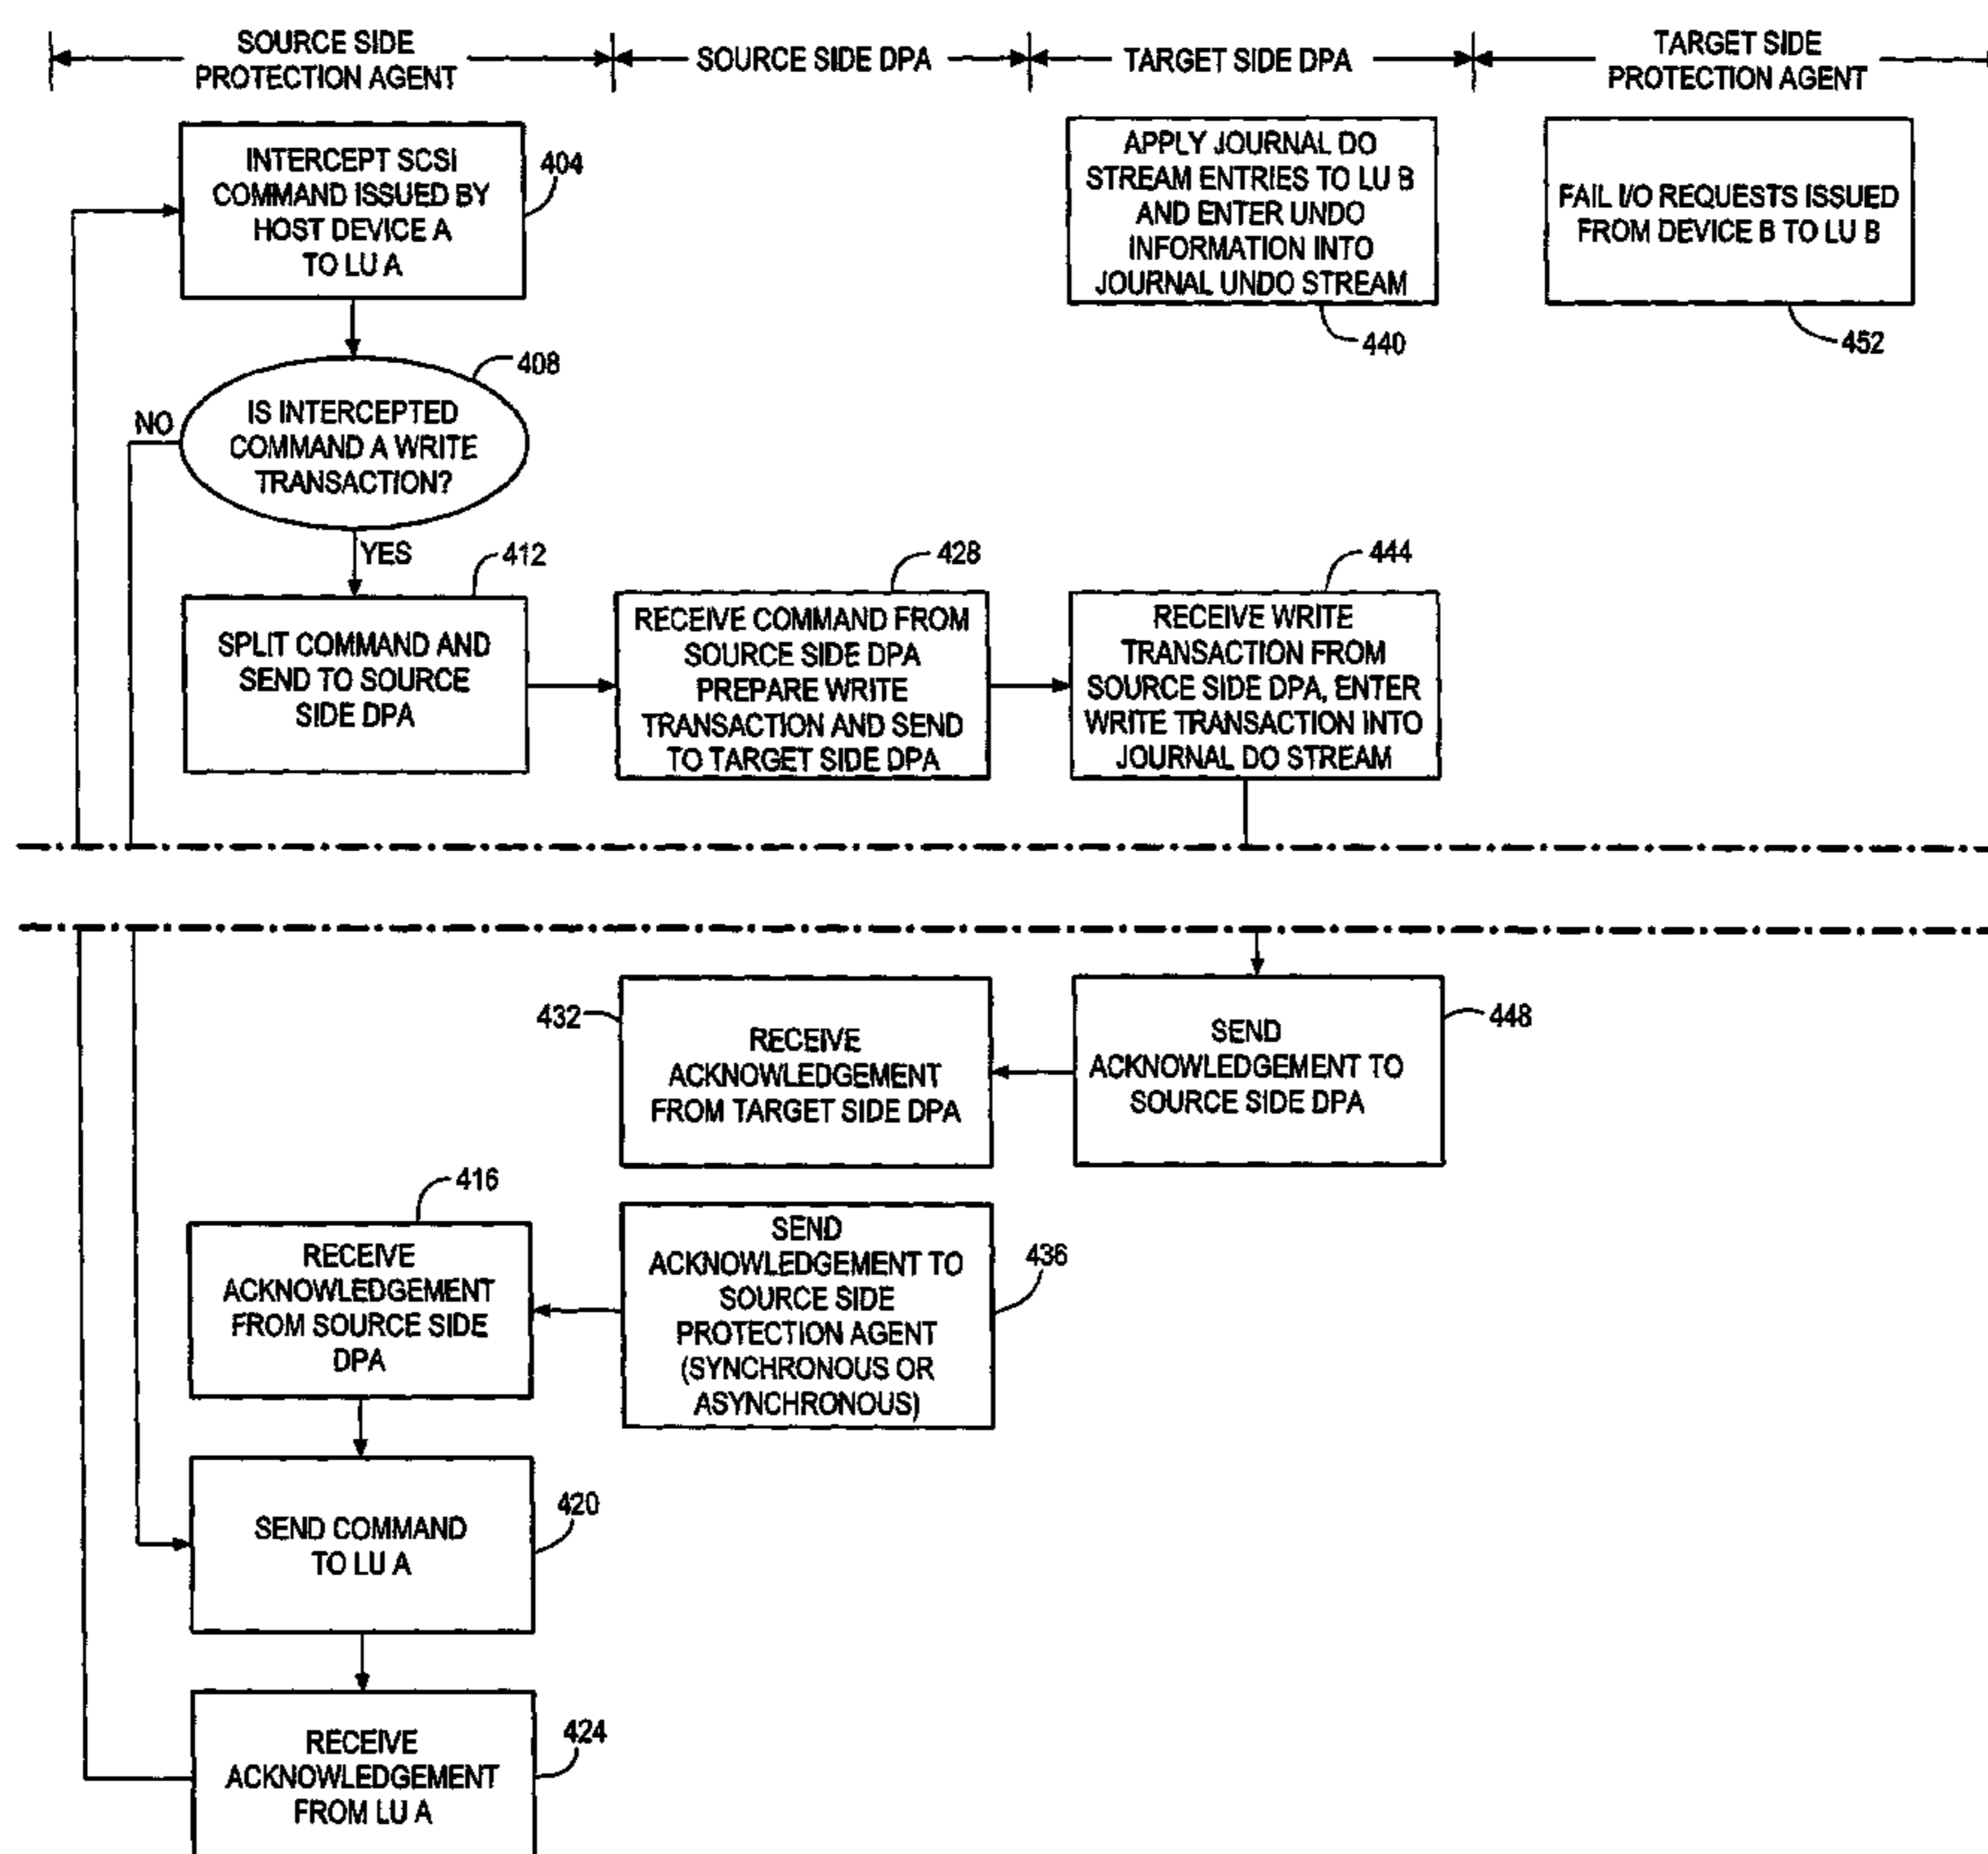 SOURCE SIDE
PROTECTION AGENT
SOURCE SIDE DPA
TARGET SIDE DPA
TARGET SIDE
PROTECTION AGENT
INTERCEPT SCSI
COMMAND ISSUED BY
HOST DEVICE A
TO LU A
404
APPLY JOURNAL DO
STREAM ENTRIES TO LU B
AND ENTER UNDO
INFORMATION INTO
JOURNAL UNDO STREAM
440
FAIL I/O REQUESTS ISSUED
FROM DEVICE B TO LU B
452
408
IS INTERCEPTED
COMMAND A WRITE
TRANSACTION?
NO
YES
412
SPLIT COMMAND AND
SEND TO SOURCE
SIDE DPA
428
RECEIVE COMMAND FROM
SOURCE SIDE DPA
PREPARE WRITE
TRANSACTION AND SEND
TO TARGET SIDE DPA
444
RECEIVE WRITE
TRANSACTION FROM
SOURCE SIDE DPA, ENTER
WRITE TRANSACTION INTO
JOURNAL DO STREAM
432
RECEIVE
ACKNOWLEDGEMENT
FROM TARGET SIDE DPA
SEND
ACKNOWLEDGEMENT TO
SOURCE SIDE DPA
448
416
RECEIVE
ACKNOWLEDGEMENT
FROM SOURCE SIDE
DPA
SEND
ACKNOWLEDGEMENT TO
SOURCE SIDE
PROTECTION AGENT
(SYNCHRONOUS OR
ASYNCHRONOUS)
436
SEND COMMAND
TO LU A
420
RECEIVE
ACKNOWLEDGEMENT
FROM LU A
424